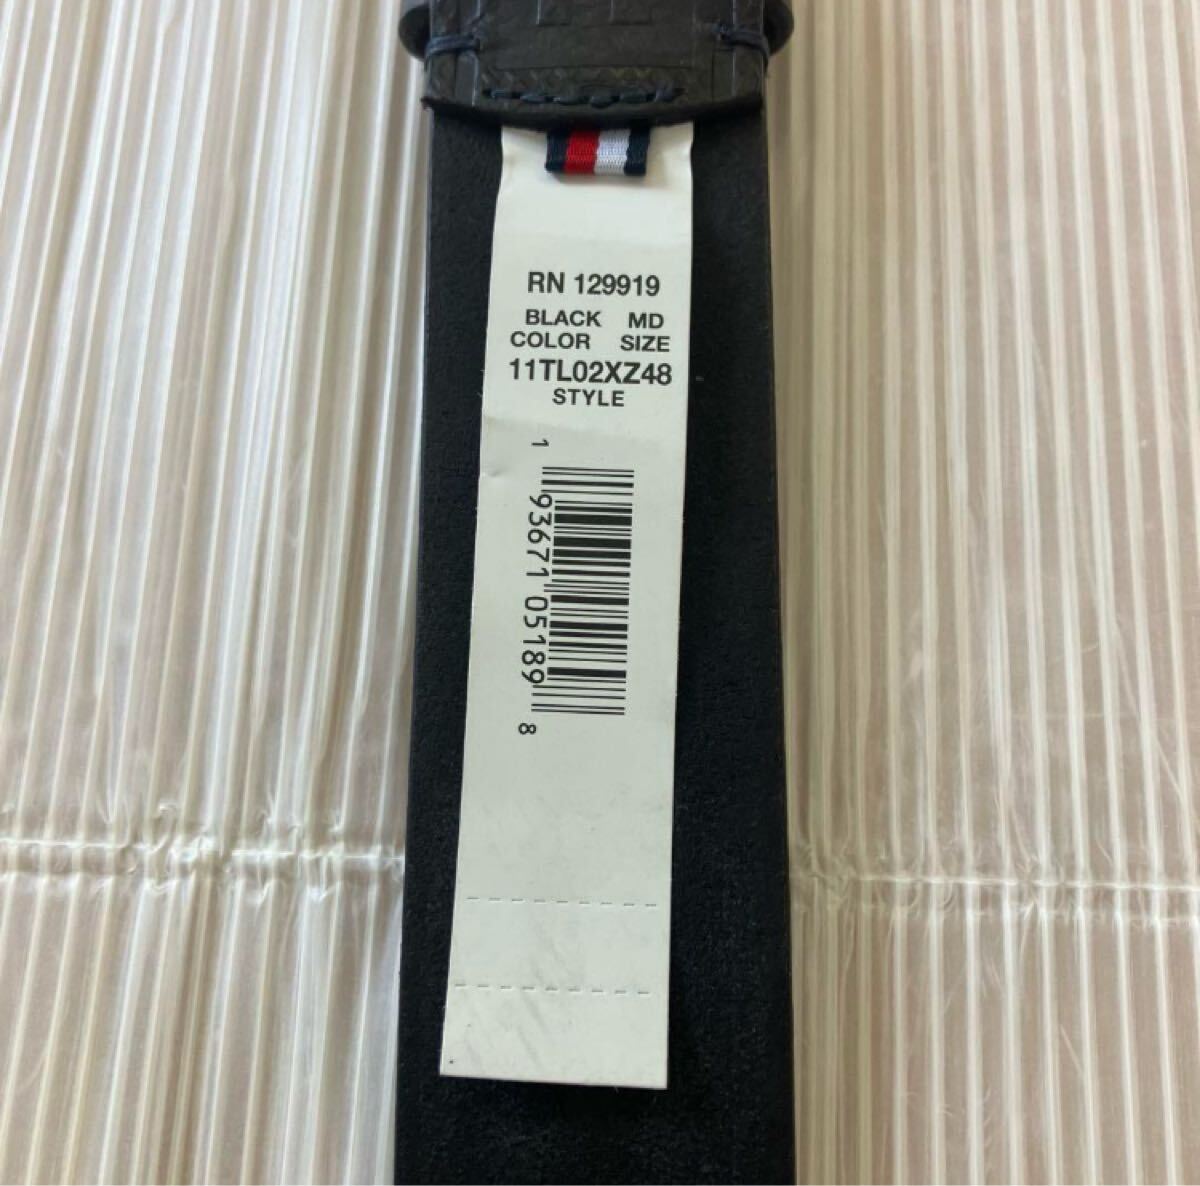 RN 129919
BLACK MD
COLOR SIZE
11TL02XZ48
STYLE
1 93671 05189 8